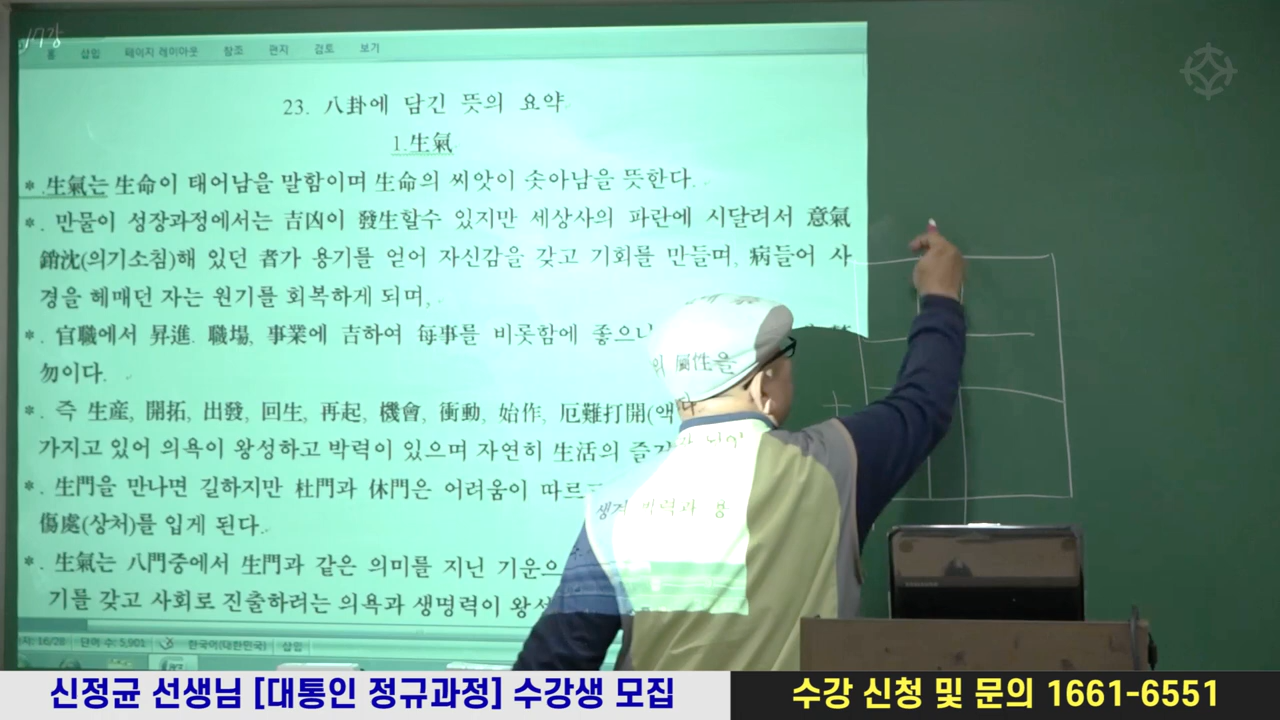 17강
홈 삽입 페이지 레이아웃 참조 편지 검토 보기
23. 八卦에 담긴 뜻의 요약
1.生氣
* .生氣는 生命이 태어남을 말함이며 生命의 씨앗이 솟아남을 뜻한다.
* . 만물이 성장과정에서는 吉凶이 發生할수 있지만 세상사의 파란에 시달려서 意氣
銷沈(의기소침)해 있던 者가 용기를 얻어 자신감을 갖고 기회를 만들며, 病들어 사
경을 헤매던 자는 원기를 회복하게 되며,
* . 官職에서 昇進. 職場, 事業에 吉하여 每事를 비롯함에 좋으니
의 屬性을
勿이다.
* . 즉 生産, 開拓, 出發, 回生, 再起, 機會, 衝動, 始作, 厄難打開(액
가지고 있어 의욕이 왕성하고 박력이 있으며 자연히 生活의 즐거
* . 生門을 만나면 길하지만 杜門과 休門은 어려움이 따르
傷處(상처)를 입게 된다.
* . 生氣는 八門중에서 生門과 같은 의미를 지닌 기운으
기를 갖고 사회로 진출하려는 의욕과 생명력이 왕성
16/28 단어 수: 5,901 한국어(대한민국) 삽입
신정균 선생님 [대통인 정규과정] 수강생 모집
수강 신청 및 문의 1661-6551